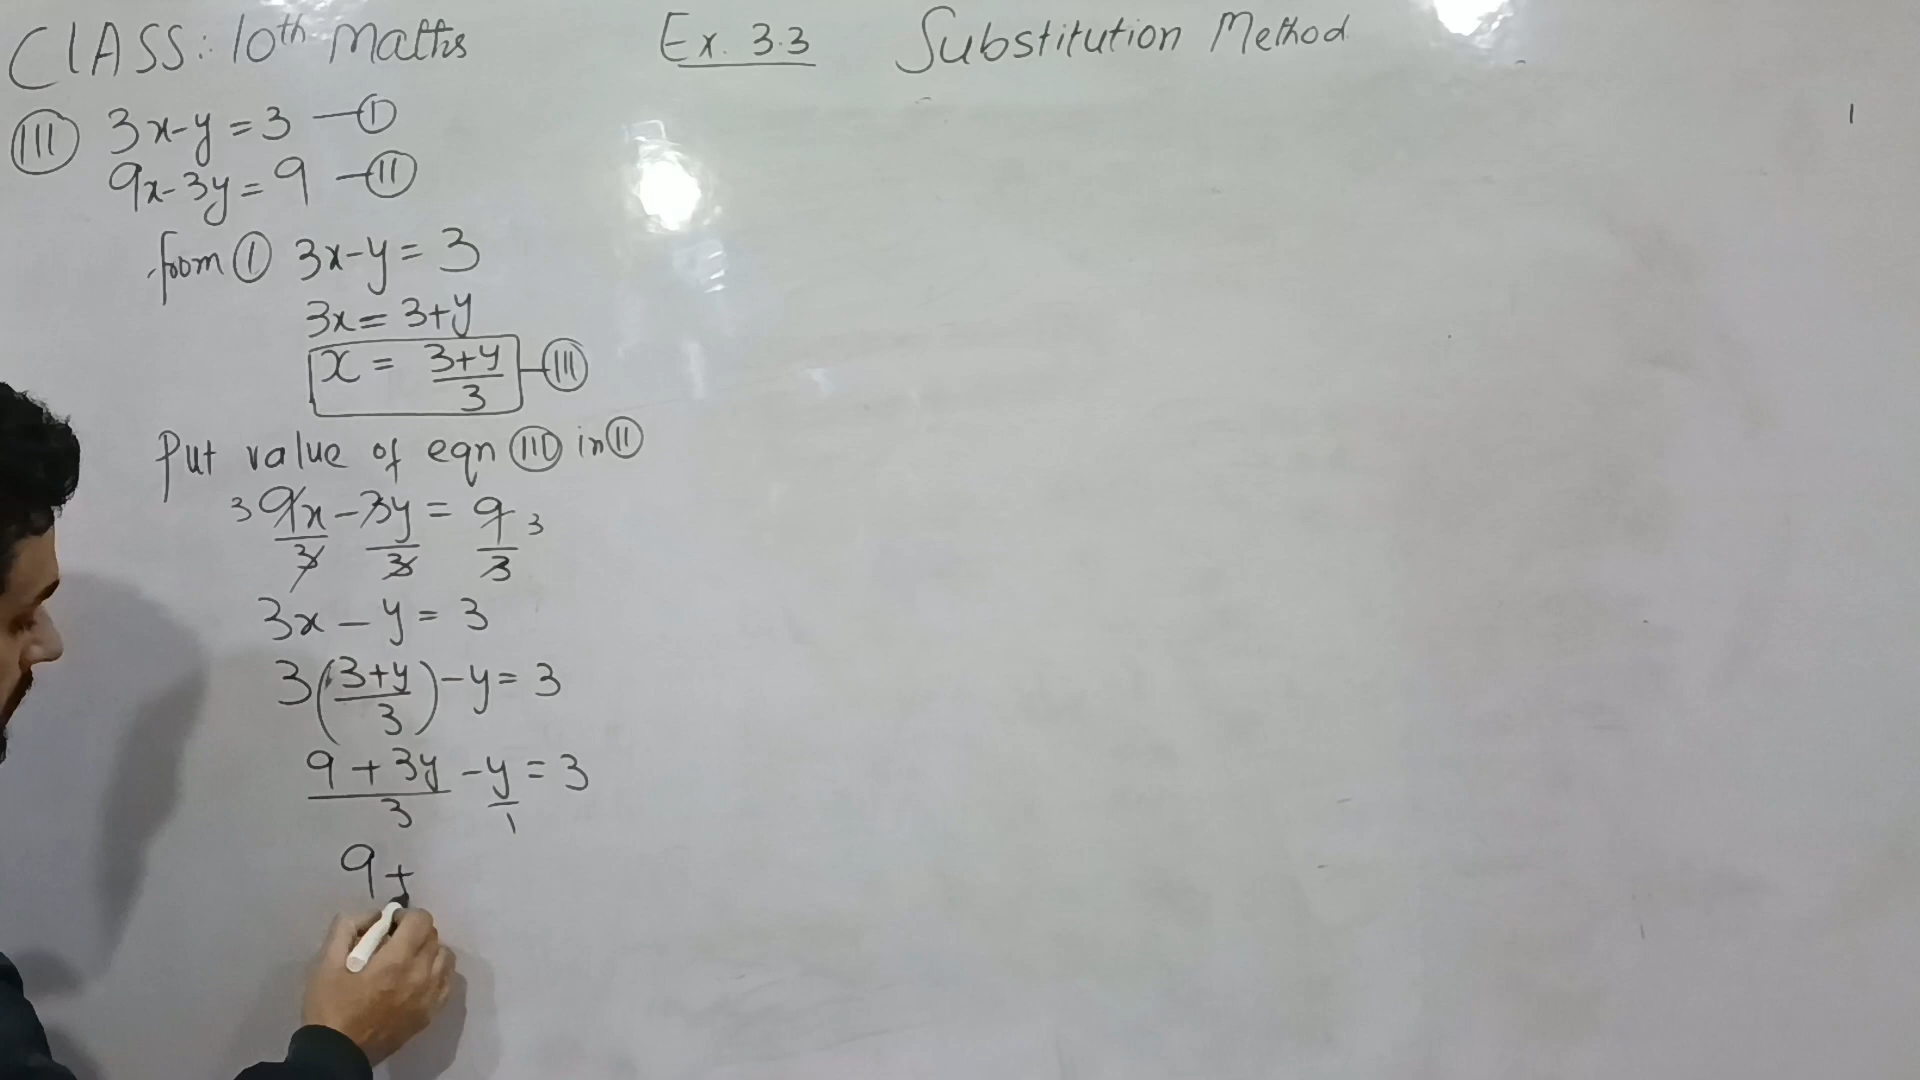 CLASS: 10th Maths Ex. 3.3 Substitution Method
(III) 3x-y=3 —(I)
9x-3y=9 —(II)
from (I) 3x-y=3
3x=3+y
x = (3+y)/3 —(III)
Put value of eqn (III) in (II)
3 9x/3 - 3y/3 = 9/3 3
3x-y=3
3((3+y)/3)-y=3
(9+3y)/3 - y/1 = 3
9+